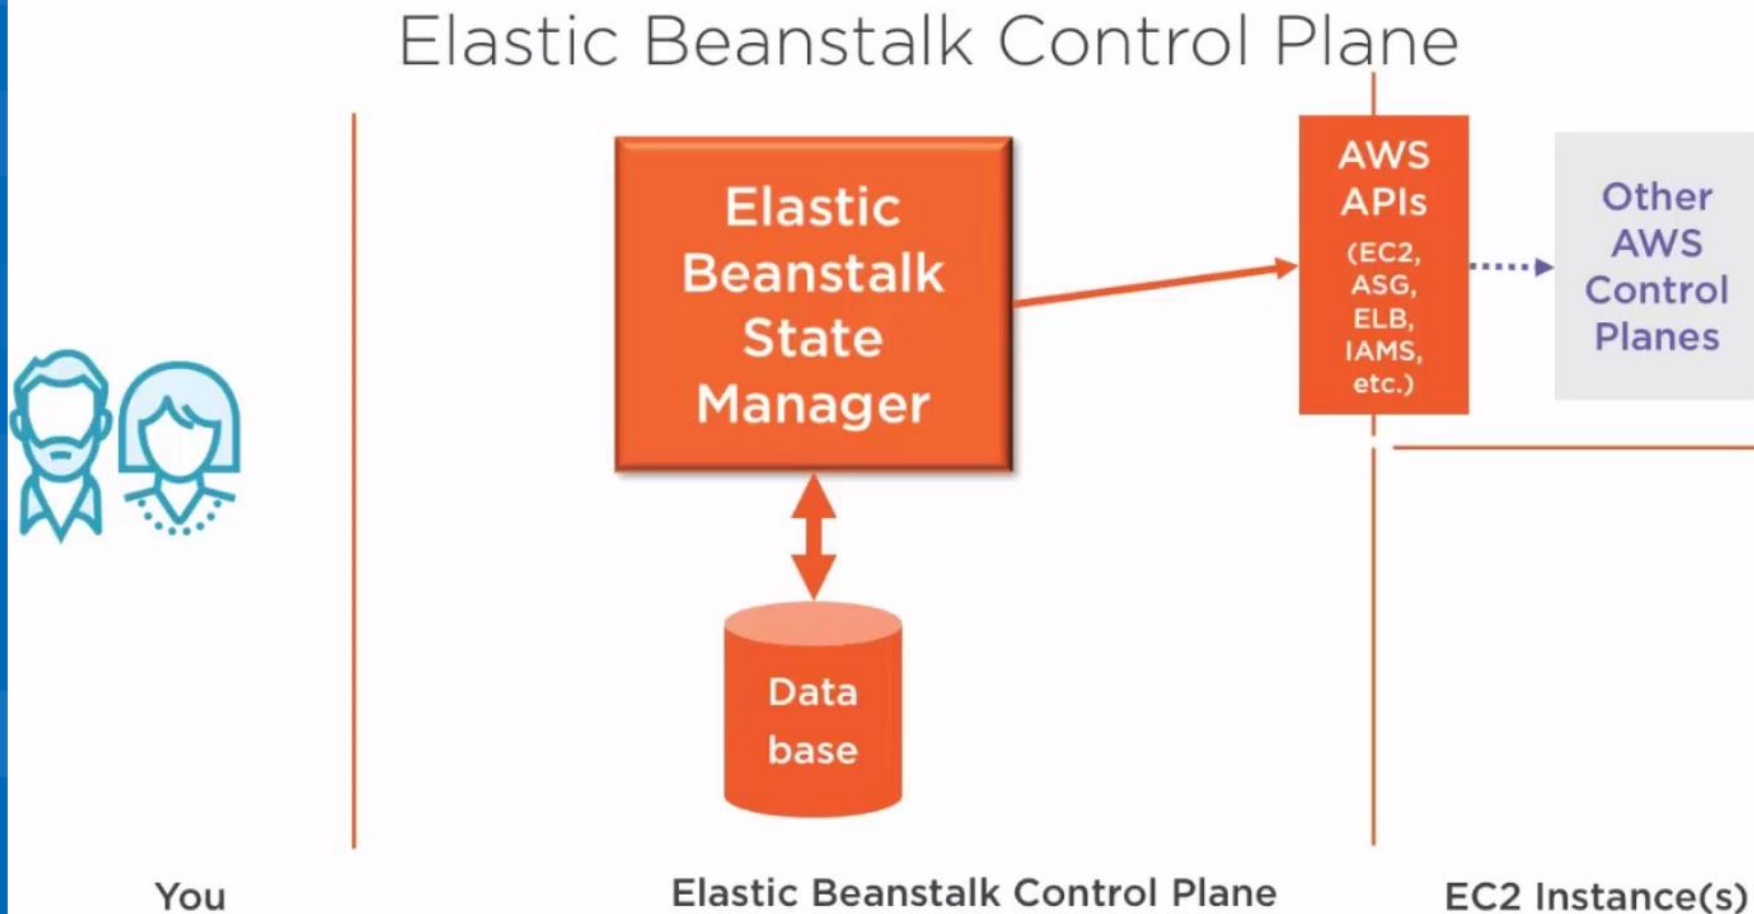 Elastic Beanstalk Control Plane
Elastic
Beanstalk
State
Manager
AWS
APIs
(EC2,
ASG,
ELB,
IAMS,
etc.)
Other
AWS
Control
Planes
Data
base
You
Elastic Beanstalk Control Plane
EC2 Instance(s)